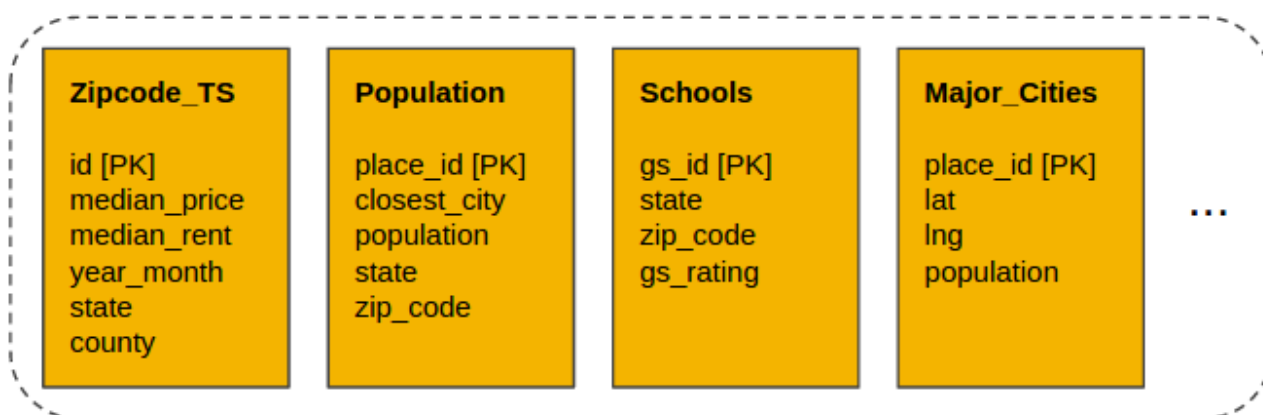 Zipcode_TS
id [PK]
median_price
median_rent
year_month
state
county
Population
place_id [PK]
closest_city
population
state
zip_code
Schools
gs_id [PK]
state
zip_code
gs_rating
Major_Cities
place_id [PK]
lat
lng
population
...